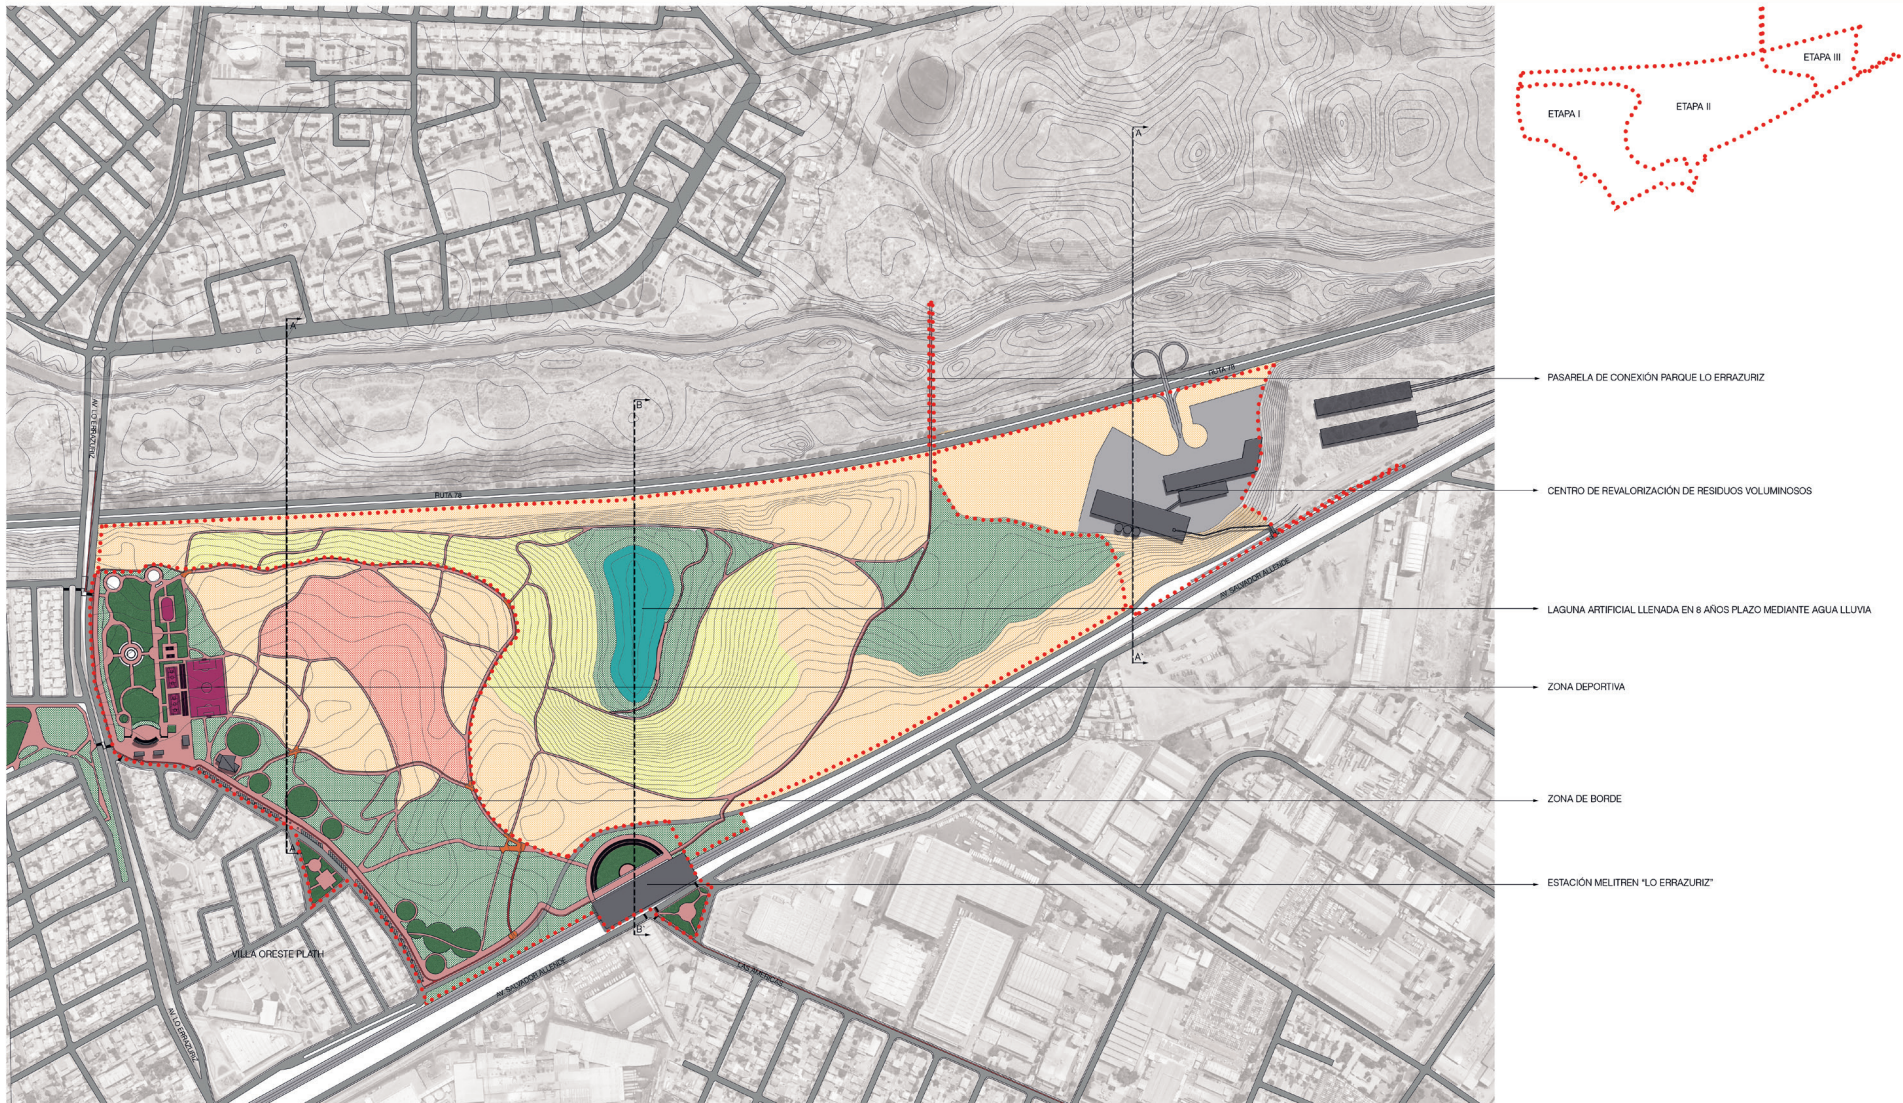 ETAPA III
ETAPA II
ETAPA I
A
A
RUTA 78
PASARELA DE CONEXIÓN PARQUE LO ERRAZURIZ
B
AV. LO ERRAZURIZ
CENTRO DE REVALORIZACIÓN DE RESIDUOS VOLUMINOSOS
RUTA 78
AV. SALVADOR ALLENDE
LAGUNA ARTIFICIAL LLENADA EN 8 AÑOS PLAZO MEDIANTE AGUA LLUVIA
A'
ZONA DEPORTIVA
ZONA DE BORDE
A'
ESTACIÓN MELITREN "LO ERRAZURIZ"
B'
VILLA ORESTE PLATH
LAS AMERICAS
AV. SALVADOR ALLENDE
AV. LO ERRAZURIZ